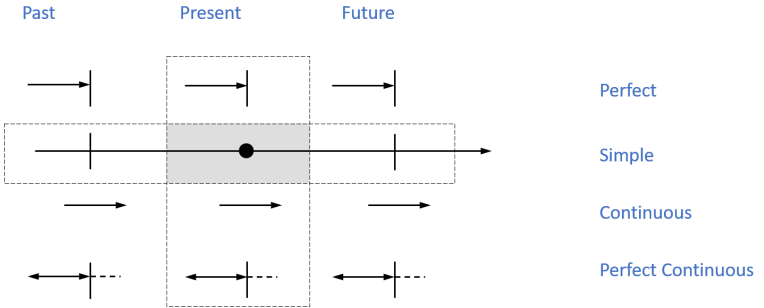 Past Present Future
Perfect
Simple
Continuous
Perfect Continuous